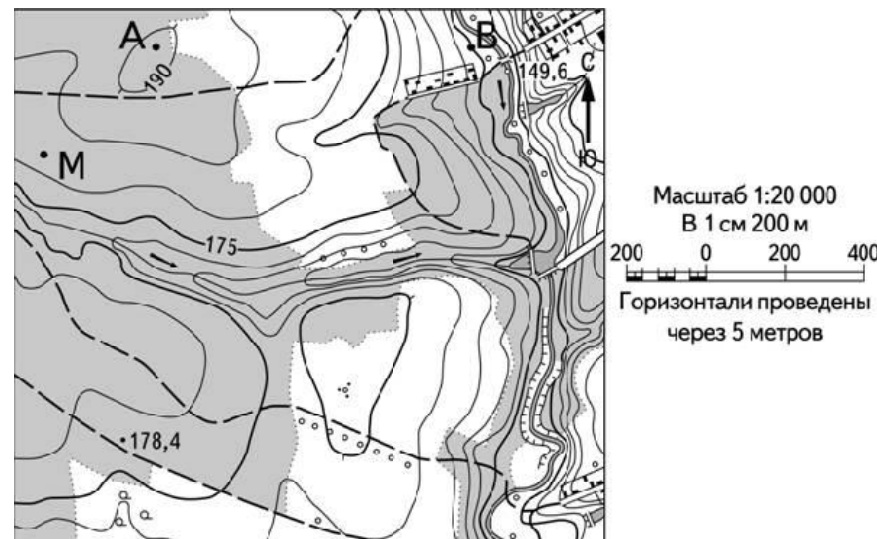 А
В
190
149,6
С
М
Ю
175
178,4
Масштаб 1:20 000
В 1 см 200 м
200 0 200 400
Горизонтали проведены
через 5 метров